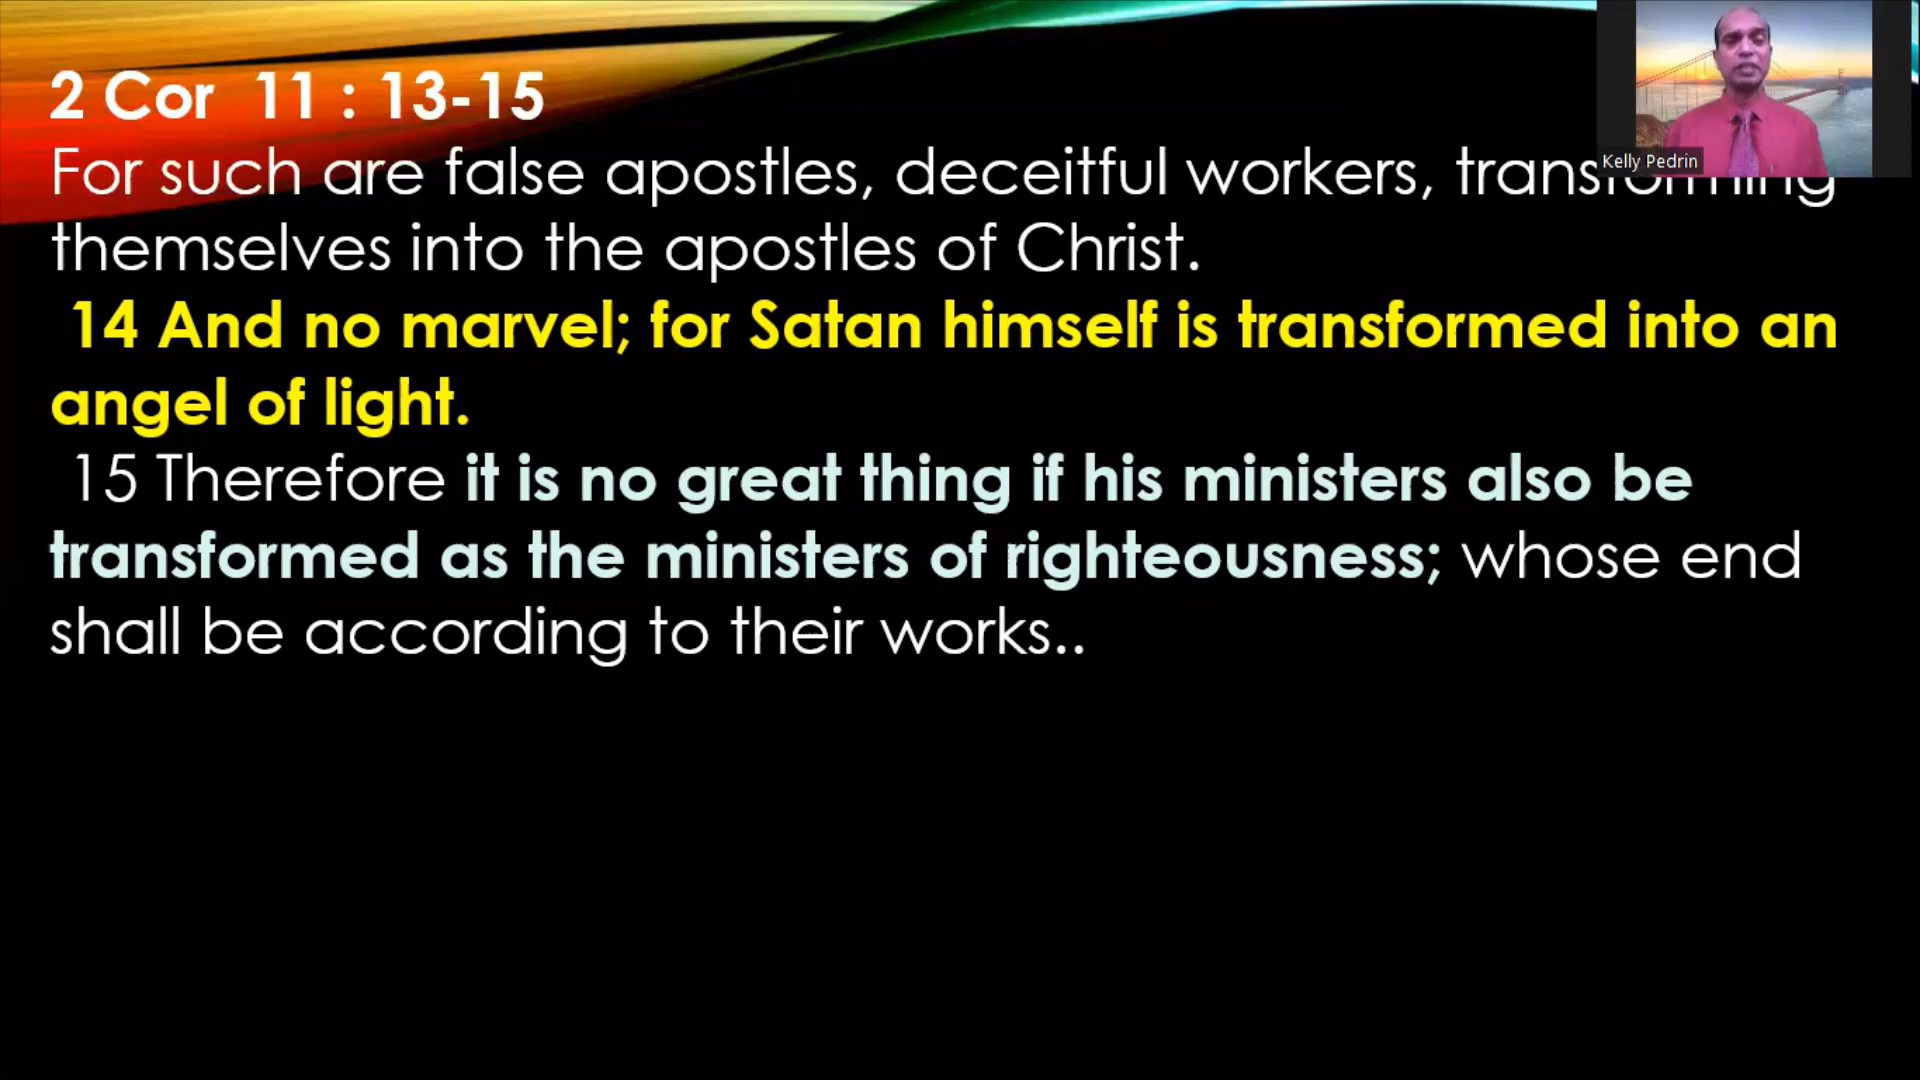 2 Cor 11 : 13-15
For such are false apostles, deceitful workers, transforming
themselves into the apostles of Christ.
14 And no marvel; for Satan himself is transformed into an
angel of light.
15 Therefore it is no great thing if his ministers also be
transformed as the ministers of righteousness; whose end
shall be according to their works..
Kelly Pedrin